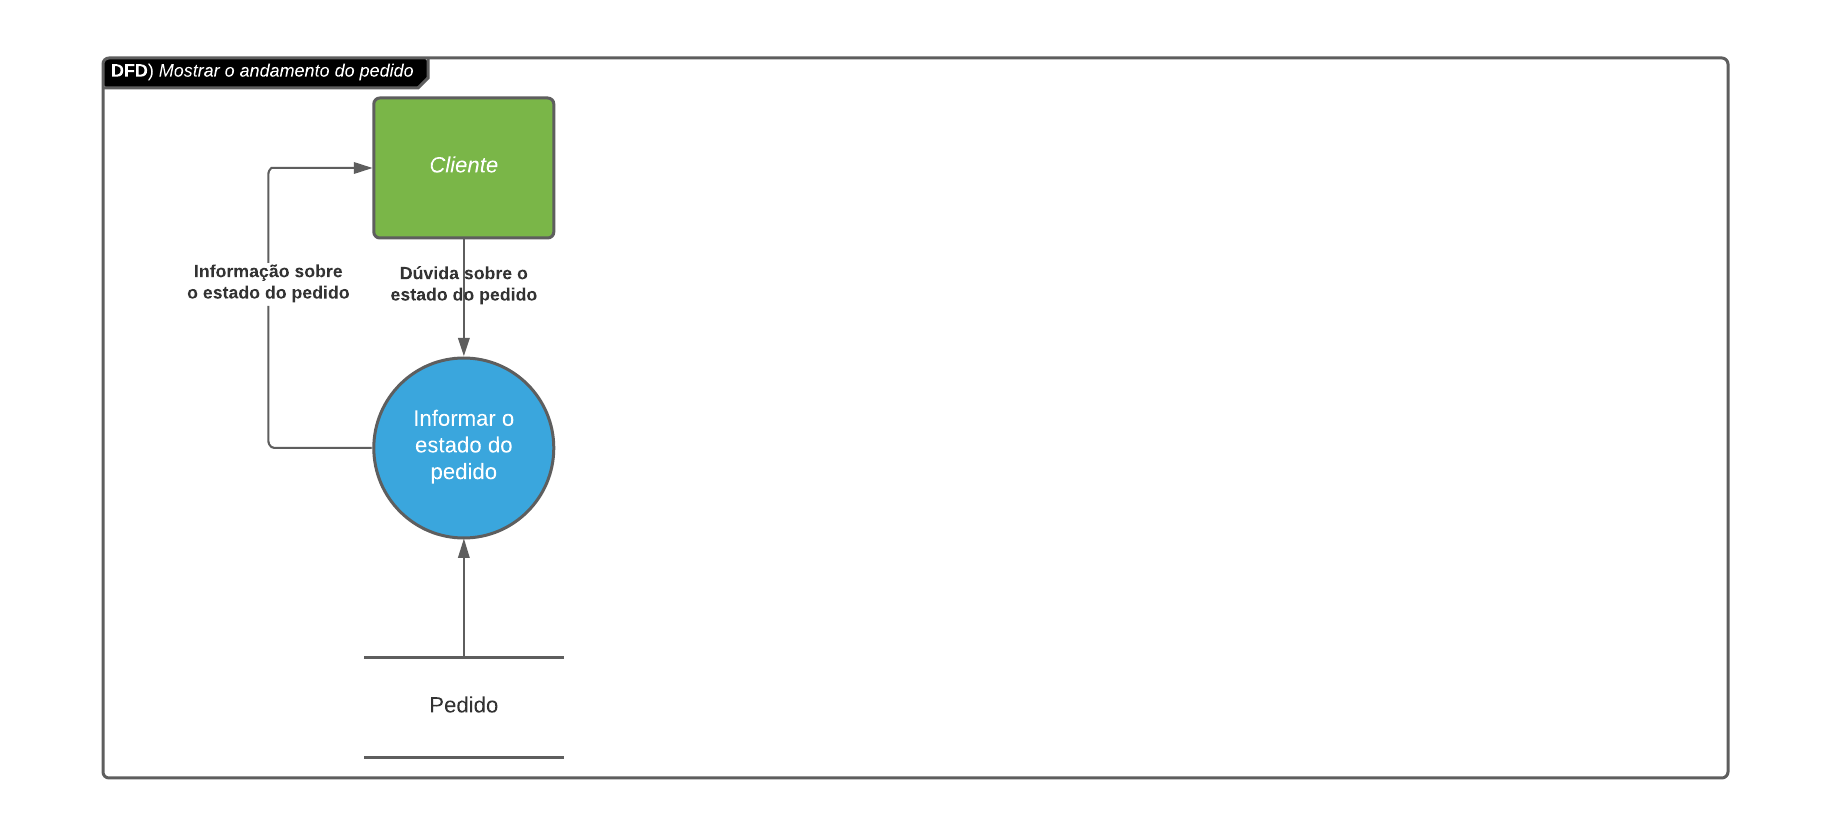 DFD) Mostrar o andamento do pedido
Cliente
Informação sobre
o estado do pedido
Dúvida sobre o
estado do pedido
Informar o
estado do
pedido
Pedido